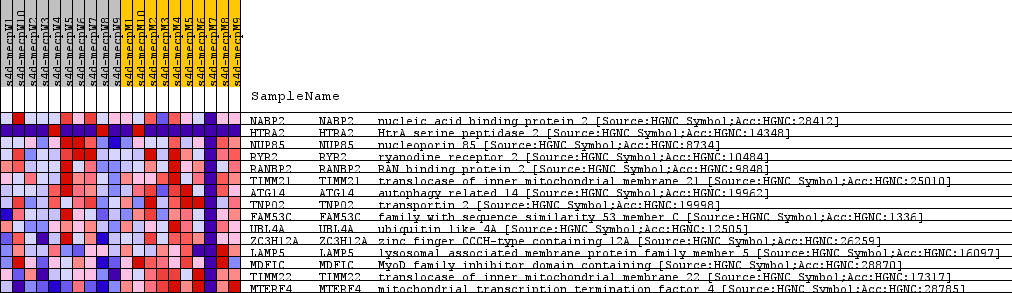 s4d-mecpW1
s4d-mecpW10
s4d-mecpW2
s4d-mecpW3
s4d-mecpW4
s4d-mecpW5
s4d-mecpW6
s4d-mecpW7
s4d-mecpW8
s4d-mecpW9
s4d-mecpM1
s4d-mecpM10
s4d-mecpM2
s4d-mecpM3
s4d-mecpM4
s4d-mecpM5
s4d-mecpM6
s4d-mecpM7
s4d-mecpM8
s4d-mecpM9
SampleName
NABP2 NABP2 nucleic acid binding protein 2 [Source:HGNC Symbol;Acc:HGNC:28412]
HTRA2 HTRA2 HtrA serine peptidase 2 [Source:HGNC Symbol;Acc:HGNC:14348]
NUP85 NUP85 nucleoporin 85 [Source:HGNC Symbol;Acc:HGNC:8734]
RYR2 RYR2 ryanodine receptor 2 [Source:HGNC Symbol;Acc:HGNC:10484]
RANBP2 RANBP2 RAN binding protein 2 [Source:HGNC Symbol;Acc:HGNC:9848]
TIMM21 TIMM21 translocase of inner mitochondrial membrane 21 [Source:HGNC Symbol;Acc:HGNC:25010]
ATG14 ATG14 autophagy related 14 [Source:HGNC Symbol;Acc:HGNC:19962]
TNPO2 TNPO2 transportin 2 [Source:HGNC Symbol;Acc:HGNC:19998]
FAM53C FAM53C family with sequence similarity 53 member C [Source:HGNC Symbol;Acc:HGNC:1336]
UBL4A UBL4A ubiquitin like 4A [Source:HGNC Symbol;Acc:HGNC:12505]
ZC3H12A ZC3H12A zinc finger CCCH-type containing 12A [Source:HGNC Symbol;Acc:HGNC:26259]
LAMP5 LAMP5 lysosomal associated membrane protein family member 5 [Source:HGNC Symbol;Acc:HGNC:16097]
MDFIC MDFIC MyoD family inhibitor domain containing [Source:HGNC Symbol;Acc:HGNC:28870]
TIMM22 TIMM22 translocase of inner mitochondrial membrane 22 [Source:HGNC Symbol;Acc:HGNC:17317]
MTERF4 MTERF4 mitochondrial transcription termination factor 4 [Source:HGNC Symbol;Acc:HGNC:28785]